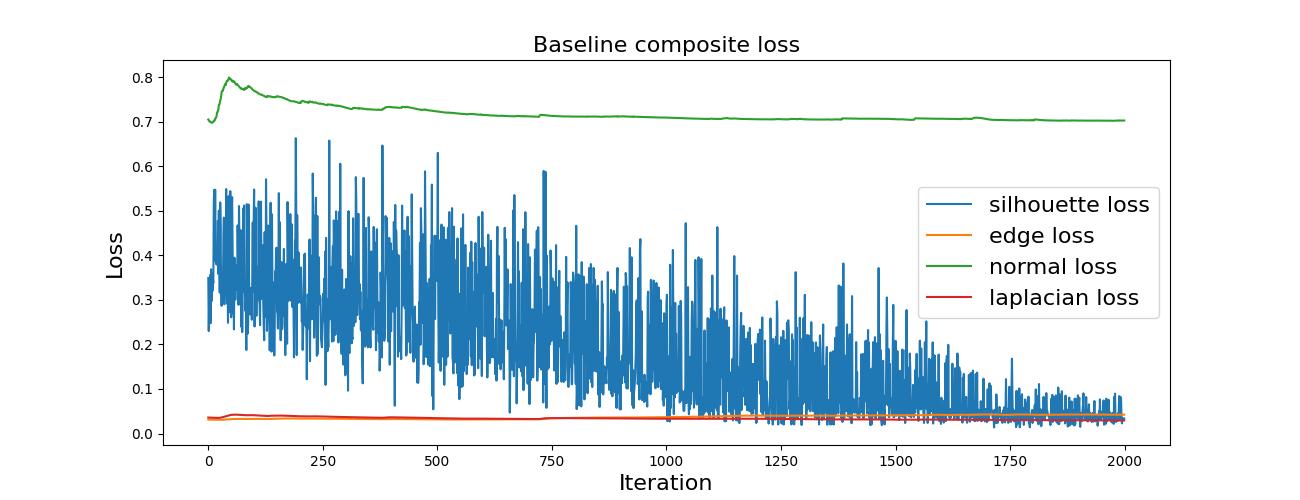 Baseline composite loss
Loss
0.8
0.7
0.6
0.5
0.4
0.3
0.2
0.1
0.0
silhouette loss
edge loss
normal loss
laplacian loss
0 250 500 750 1000 1250 1500 1750 2000
Iteration